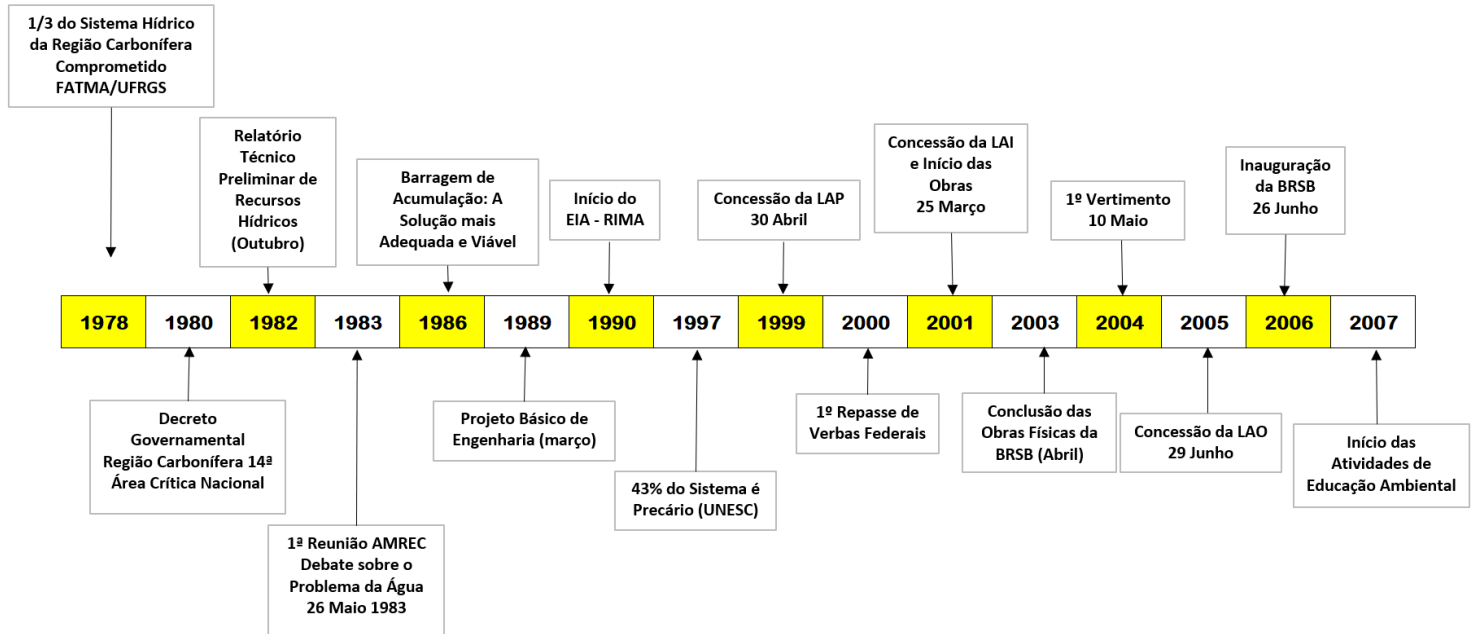 1/3 do Sistema Hídrico
da Região Carbonífera
Comprometido
FATMA/UFRGS
Relatório
Técnico
Preliminar de
Recursos
Hídricos
(Outubro)
Barragem de
Acumulação: A
Solução mais
Adequada e Viável
Início do
EIA - RIMA
Concessão da LAP
30 Abril
Concessão da LAI
e Início das
Obras
25 Março
1º Vertimento
10 Maio
Inauguração
da BRSB
26 Junho
1978 1980 1982 1983 1986 1989 1990 1997 1999 2000 2001 2003 2004 2005 2006 2007
Decreto
Governamental
Região Carbonífera 14ª
Área Crítica Nacional
1ª Reunião AMREC
Debate sobre o
Problema da Água
26 Maio 1983
Projeto Básico de
Engenharia (março)
43% do Sistema é
Precário (UNESC)
1º Repasse de
Verbas Federais
Conclusão das
Obras Físicas da
BRSB (Abril)
Concessão da LAO
29 Junho
Início das
Atividades de
Educação Ambiental